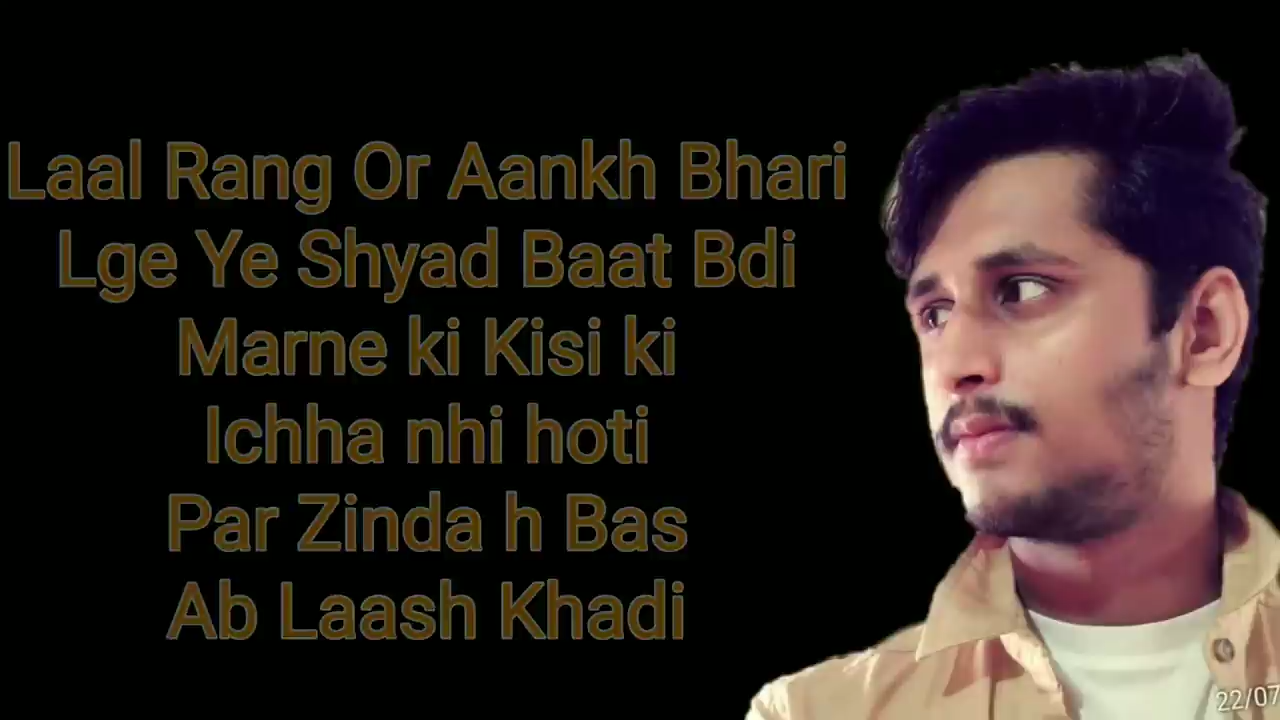 Laal Rang Or Aankh Bhari
Lge Ye Shyad Baat Bdi
Marne ki Kisi ki
Ichha nhi hoti
Par Zinda h Bas
Ab Laash Khadi
22/07